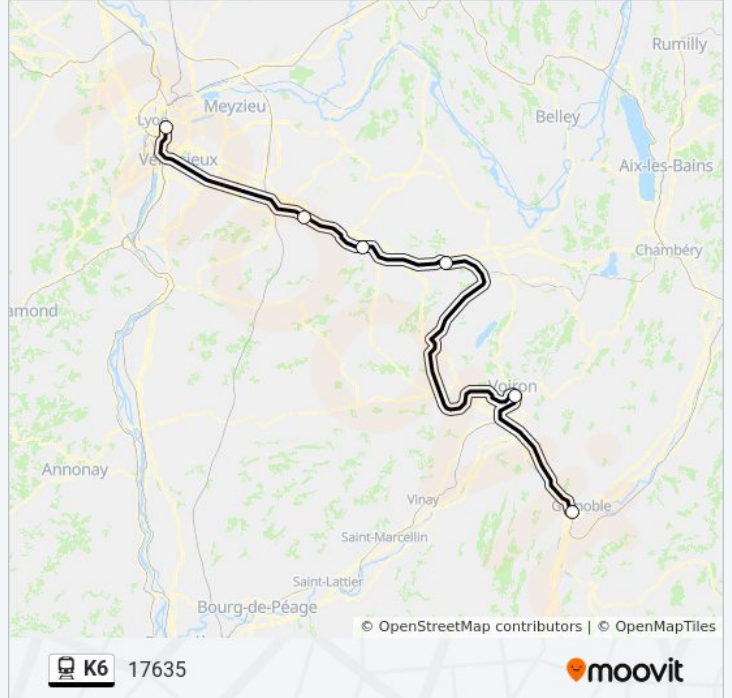 Rumilly
Meyzieu
Lyon
Belley
Vénissieux
Aix-les-Bains
Chambéry
amond
Voiron
Annonay
Vinay
Grenoble
Saint-Marcellin
Saint-Lattier
Bourg-de-Péage
© OpenStreetMap contributors | © OpenMapTiles
K6 17635 moovit